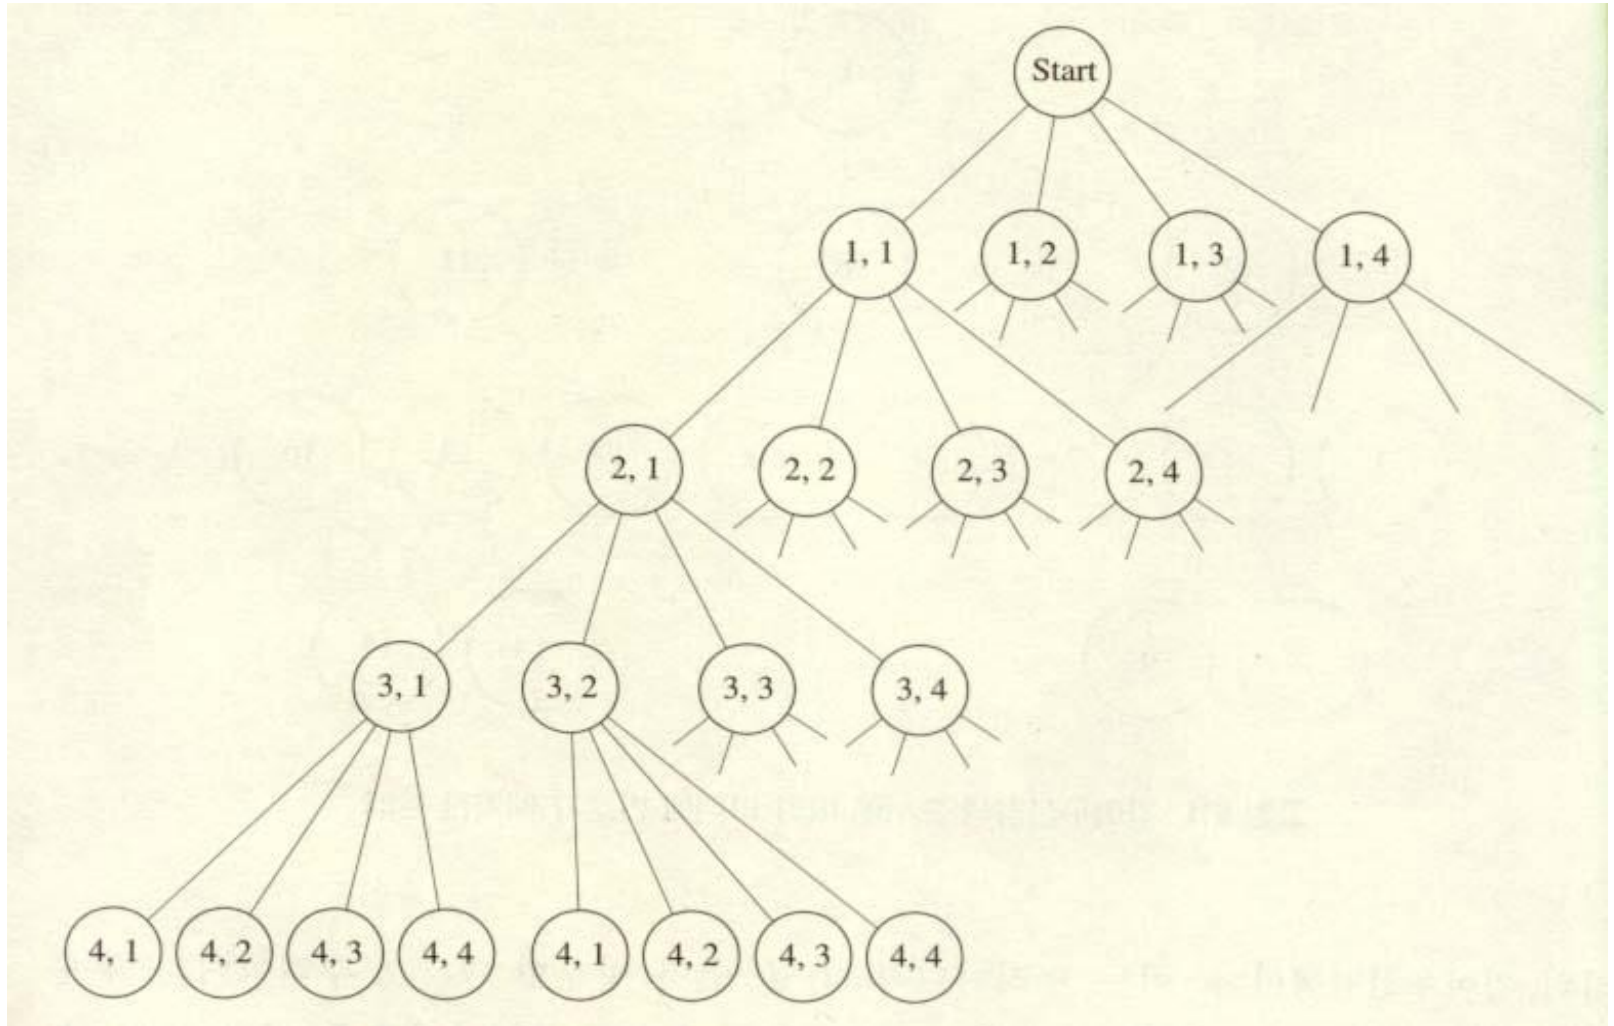 Start
1, 1 1, 2 1, 3 1, 4
2, 1 2, 2 2, 3 2, 4
3, 1 3, 2 3, 3 3, 4
4, 1 4, 2 4, 3 4, 4 4, 1 4, 2 4, 3 4, 4